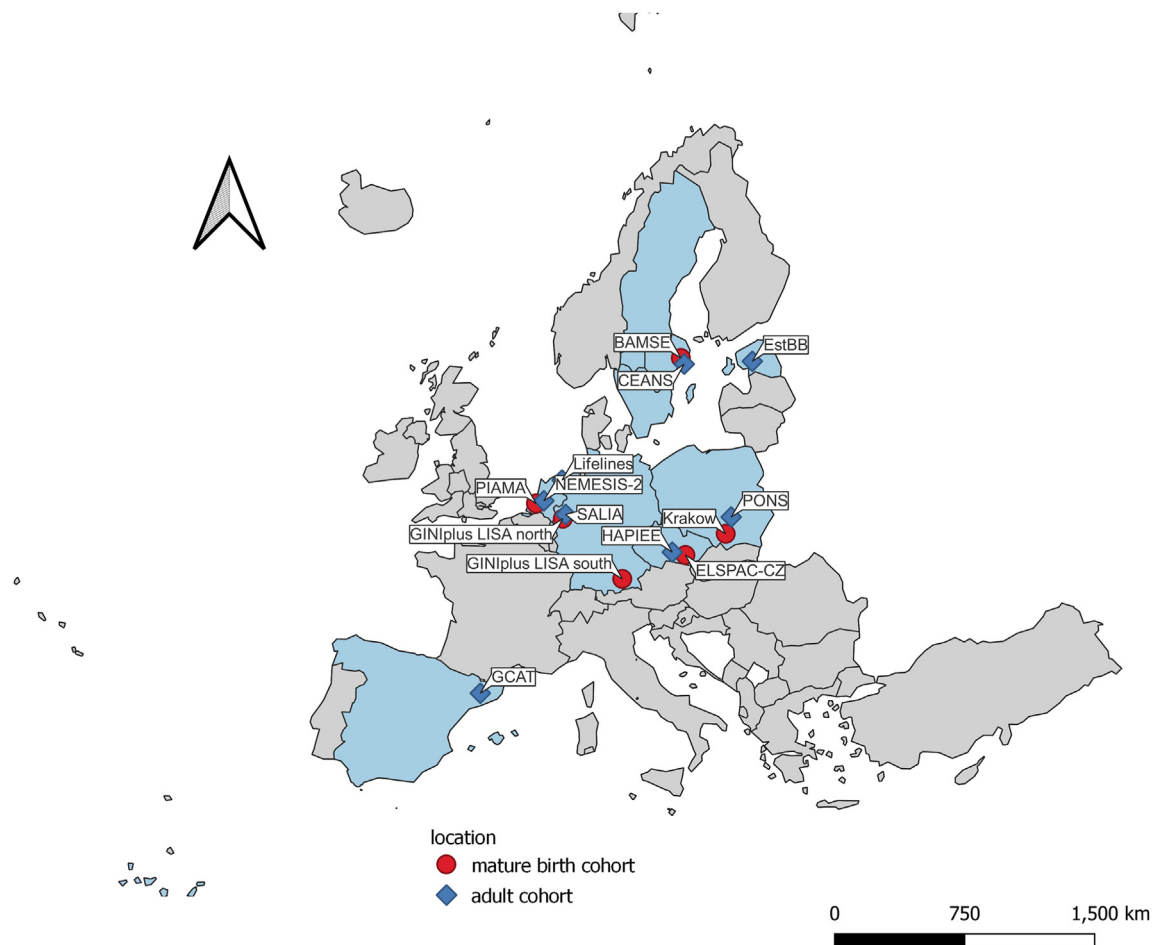 BAMSE
EstBB
CEANS
Lifelines
PIAMA
NEMESIS-2
PONS
SALIA
Krakow
GINIplus LISA north
HAPIEE
GINIplus LISA south
ELSPAC-CZ
GCAT
location
mature birth cohort
adult cohort
0 750 1,500 km